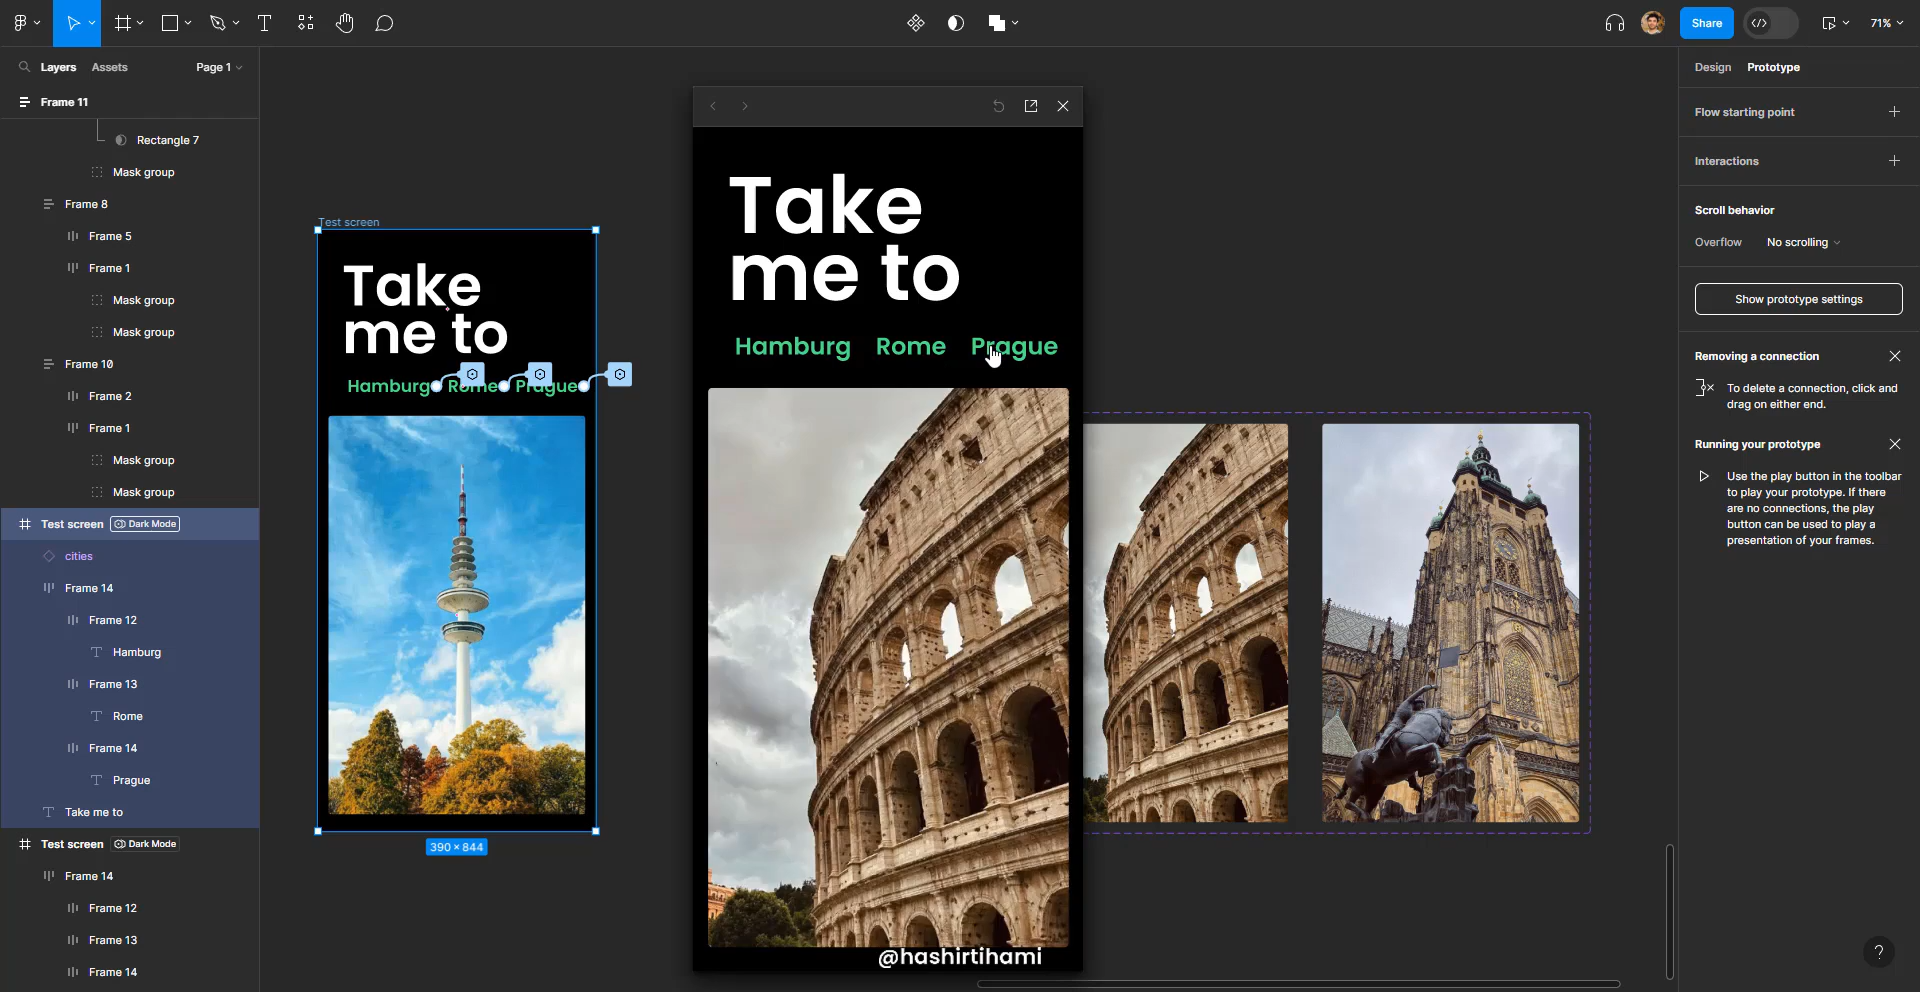 Share
71%
Layers
Assets
Page 1
Frame 11
Rectangle 7
Mask group
Frame 8
Frame 5
Frame 1
Mask group
Mask group
Frame 10
Frame 2
Frame 1
Mask group
Mask group
Test screen
Dark Mode
cities
Frame 14
Frame 12
Hamburg
Frame 13
Rome
Frame 14
Prague
Take me to
Test screen
Dark Mode
Frame 14
Frame 12
Frame 13
Frame 14
Test screen
Take
me to
Hamburg
Rome
Prague
390 × 844
Take
me to
Hamburg
Rome
Prague
@hashirtihami
Design
Prototype
Flow starting point
Interactions
Scroll behavior
Overflow
No scrolling
Show prototype settings
Removing a connection
To delete a connection, click and
drag on either end.
Running your prototype
Use the play button in the toolbar
to play your prototype. If there
are no connections, the play
button can be used to play a
presentation of your frames.
?